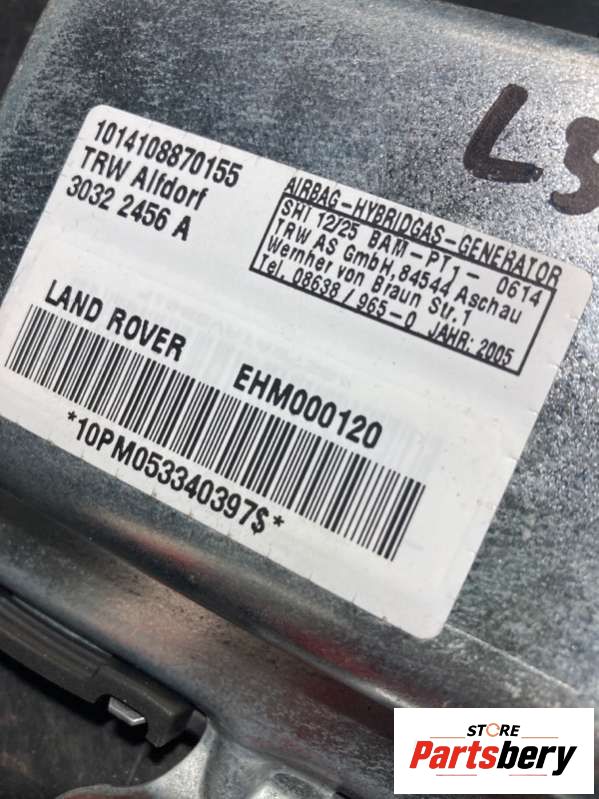 L3
1014108870155
TRW Alfdorf
3032 2456 A
AIRBAG-HYBRIDGAS-GENERATOR
SHI 12/25 BAM-PT1- 0614
TRW AS GmbH, 84544 Aschau
Wernher von Braun Str.1
Tel. 08638/965-0 JAHR: 2005
LAND ROVER EHM000120
*10PM053340397$*
STORE
Partsbery